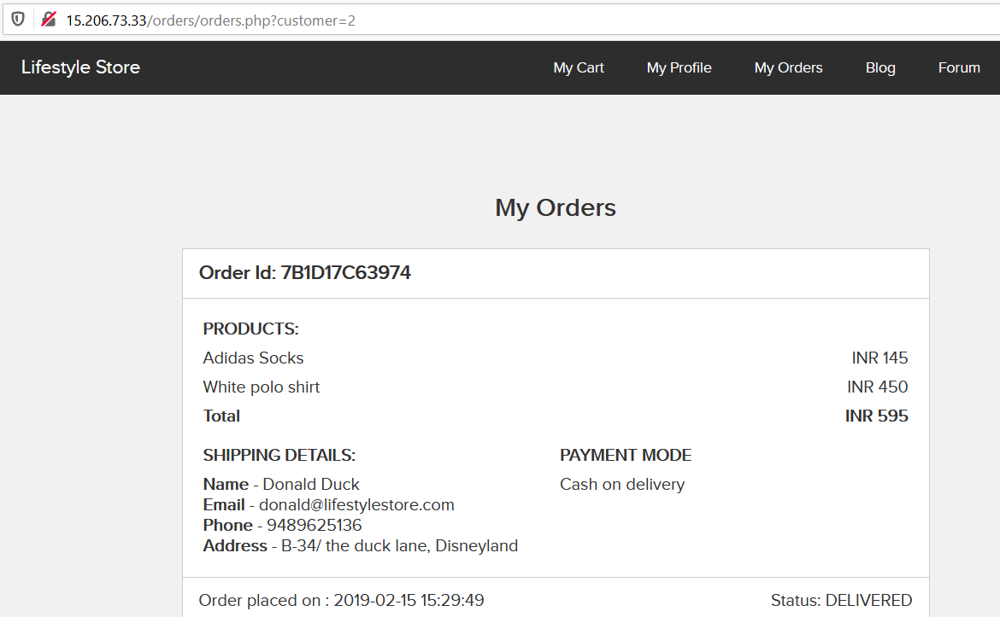 15.206.73.33/orders/orders.php?customer=2
Lifestyle Store My Cart My Profile My Orders Blog Forum
My Orders
Order Id: 7B1D17C63974
PRODUCTS:
Adidas Socks INR 145
White polo shirt INR 450
Total INR 595
SHIPPING DETAILS: PAYMENT MODE
Name - Donald Duck Cash on delivery
Email - donald@lifestylestore.com
Phone - 9489625136
Address - B-34/ the duck lane, Disneyland
Order placed on : 2019-02-15 15:29:49 Status: DELIVERED